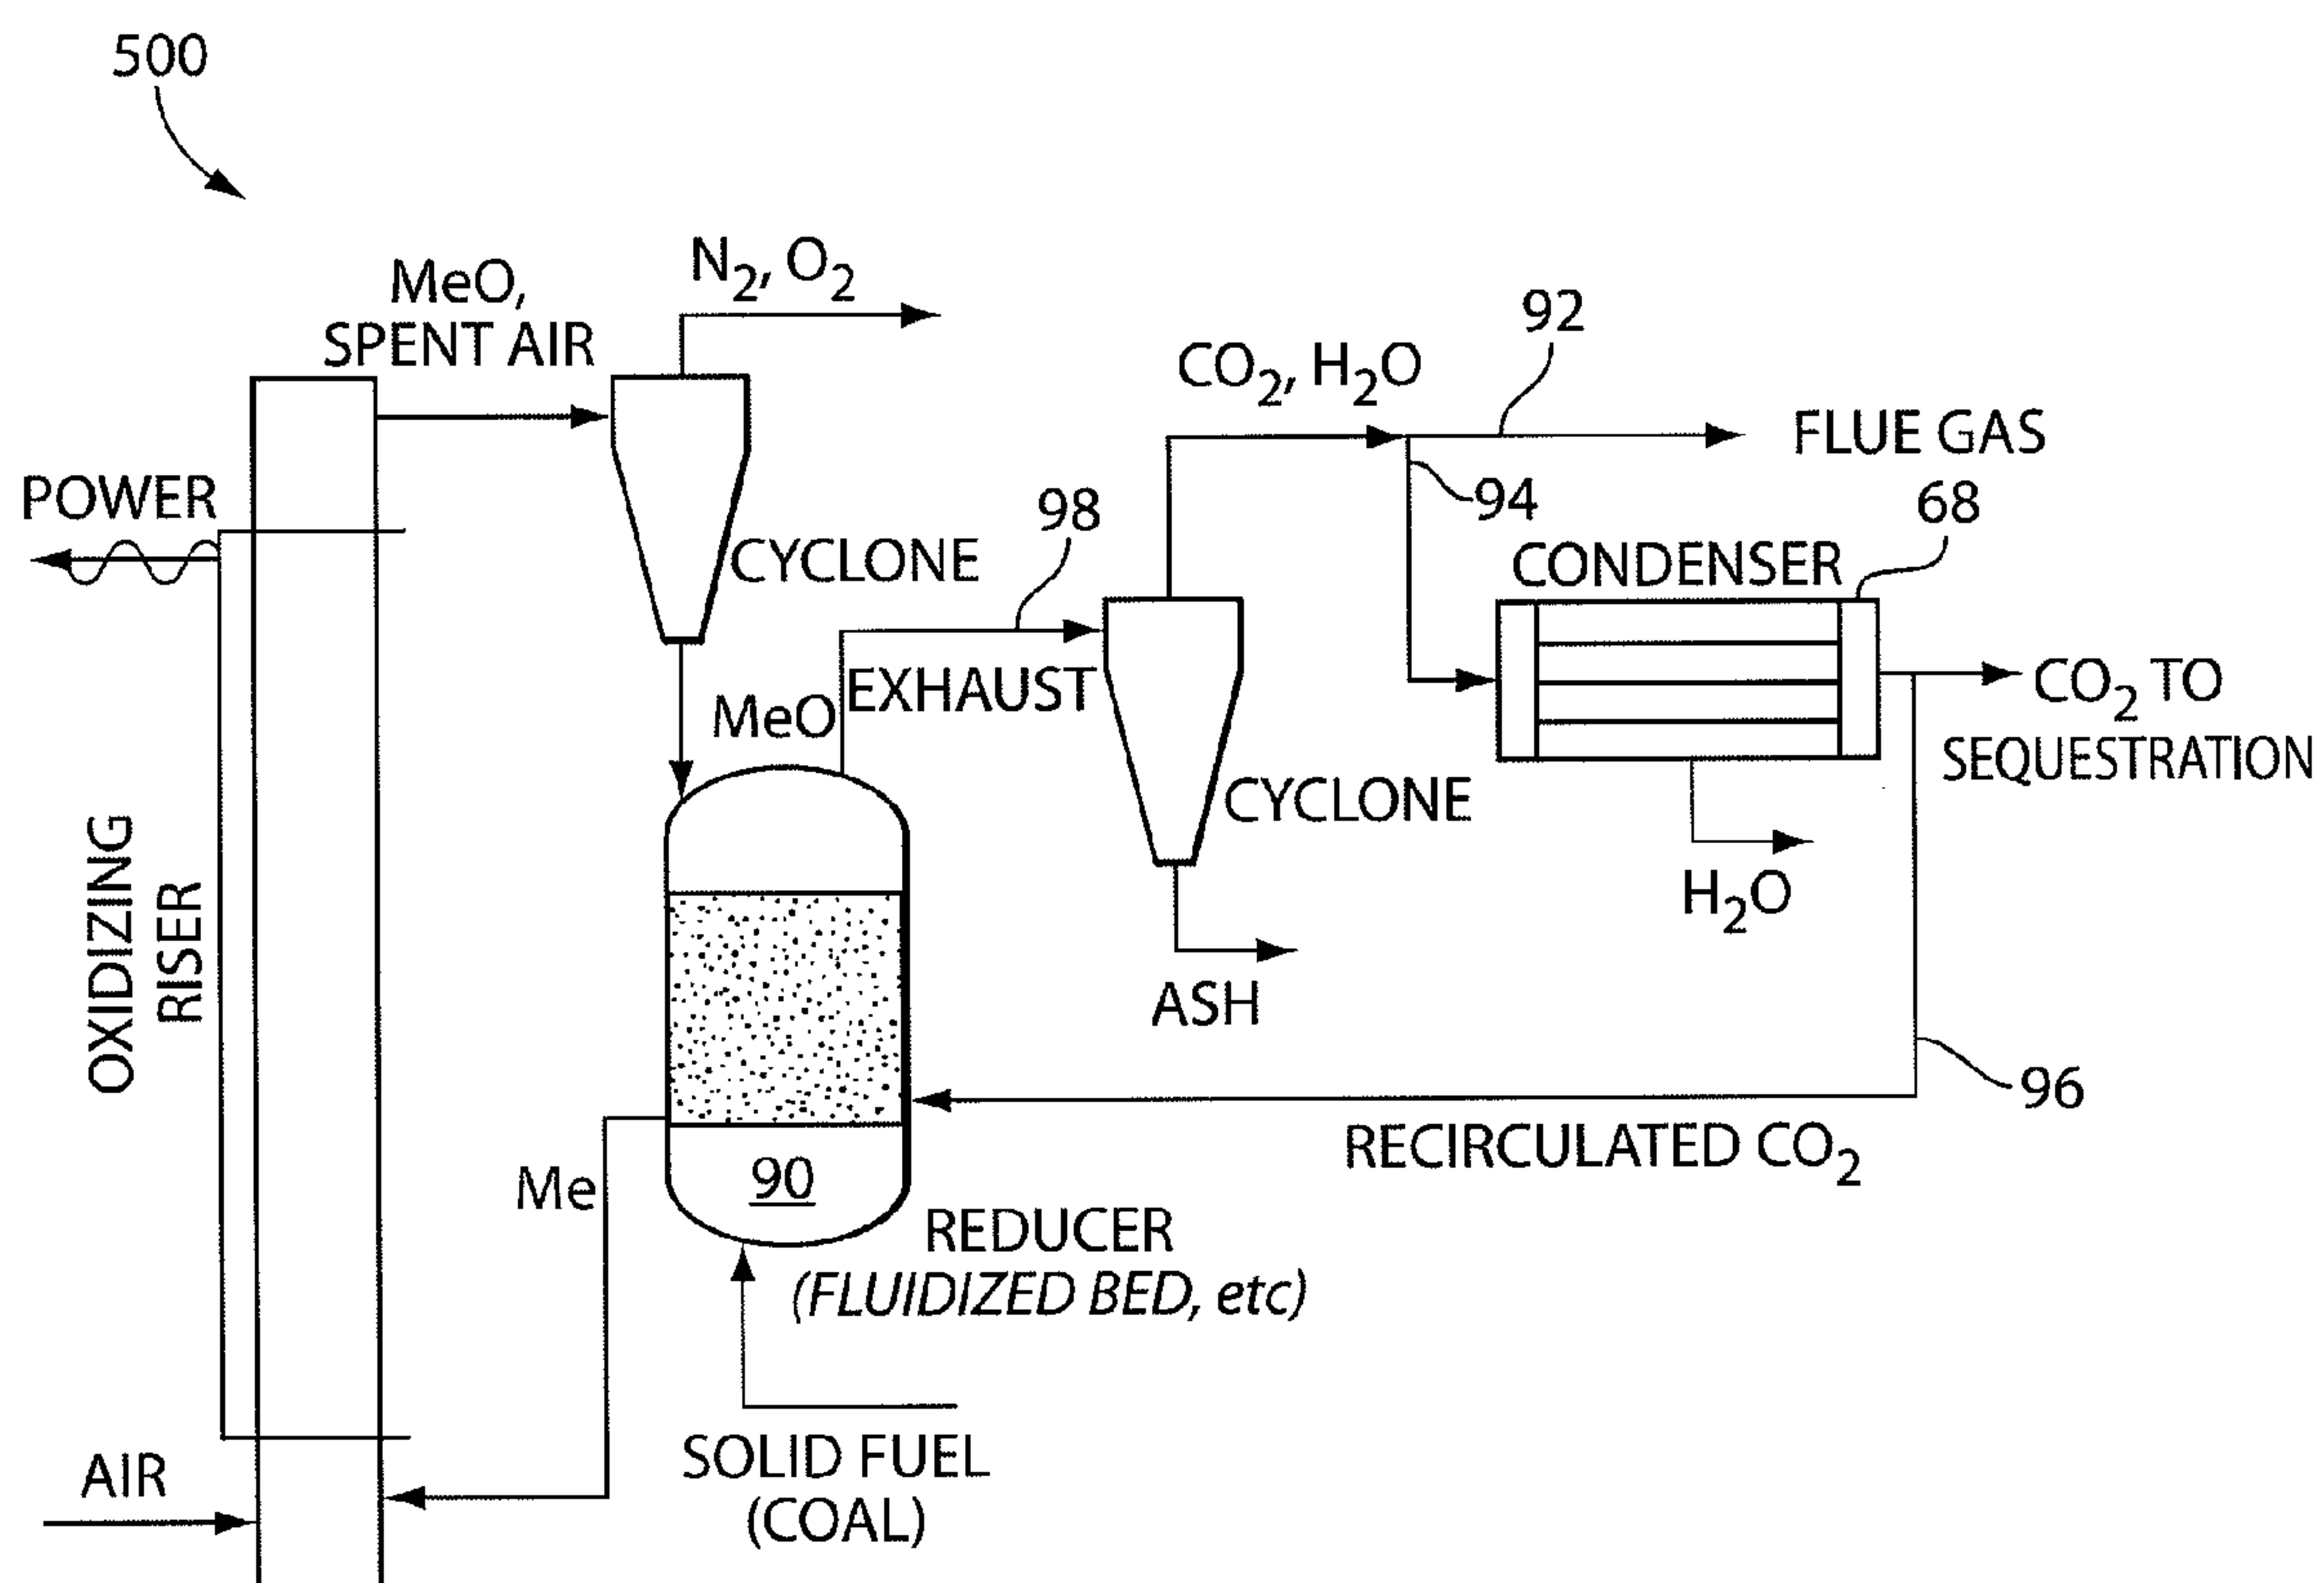 500
MeO,
SPENT AIR
N2, O2
92
CO2, H2O
FLUE GAS
POWER
98
94
68
CYCLONE
CONDENSER
MeO
EXHAUST
CO2 TO
SEQUESTRATION
CYCLONE
OXIDIZING
RISER
H2O
ASH
96
Me
90
RECIRCULATED CO2
REDUCER
(FLUIDIZED BED, etc)
AIR
SOLID FUEL
(COAL)